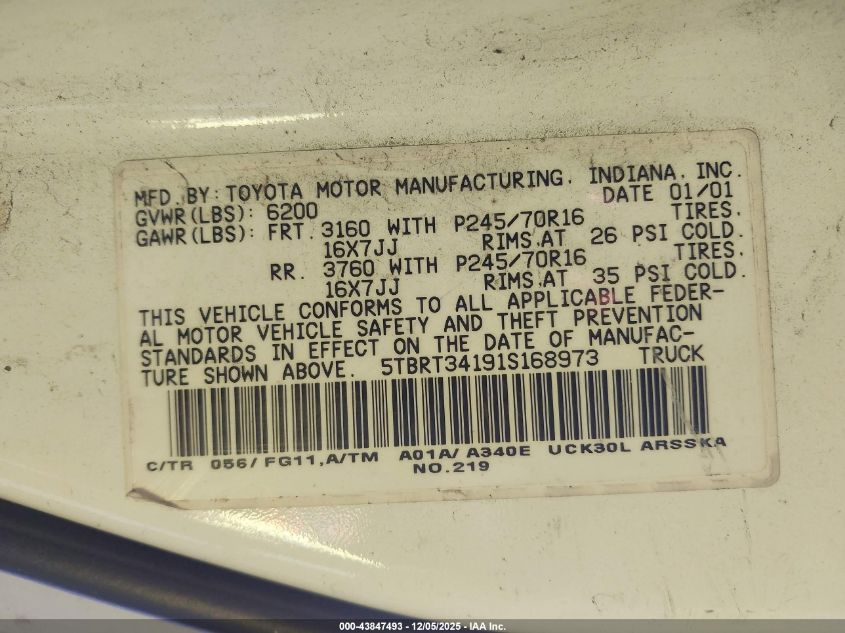 MFD. BY: TOYOTA MOTOR MANUFACTURING, INDIANA, INC.
GVWR(LBS): 6200 DATE 01/01
GAWR(LBS): FRT. 3160 WITH P245/70R16 TIRES,
16X7JJ RIMS,AT 26 PSI COLD.
RR. 3760 WITH P245/70R16 TIRES,
16X7JJ RIMS,AT 35 PSI COLD.
THIS VEHICLE CONFORMS TO ALL APPLICABLE FEDER-
AL MOTOR VEHICLE SAFETY AND THEFT PREVENTION
STANDARDS IN EFFECT ON THE DATE OF MANUFAC-
TURE SHOWN ABOVE. 5TBRT34191S168973 TRUCK
C/TR 056/FG11,A/TM A01A/A340E UCK30L ARSSKA
NO.219
000-43847493 - 12/05/2025 - IAA Inc.